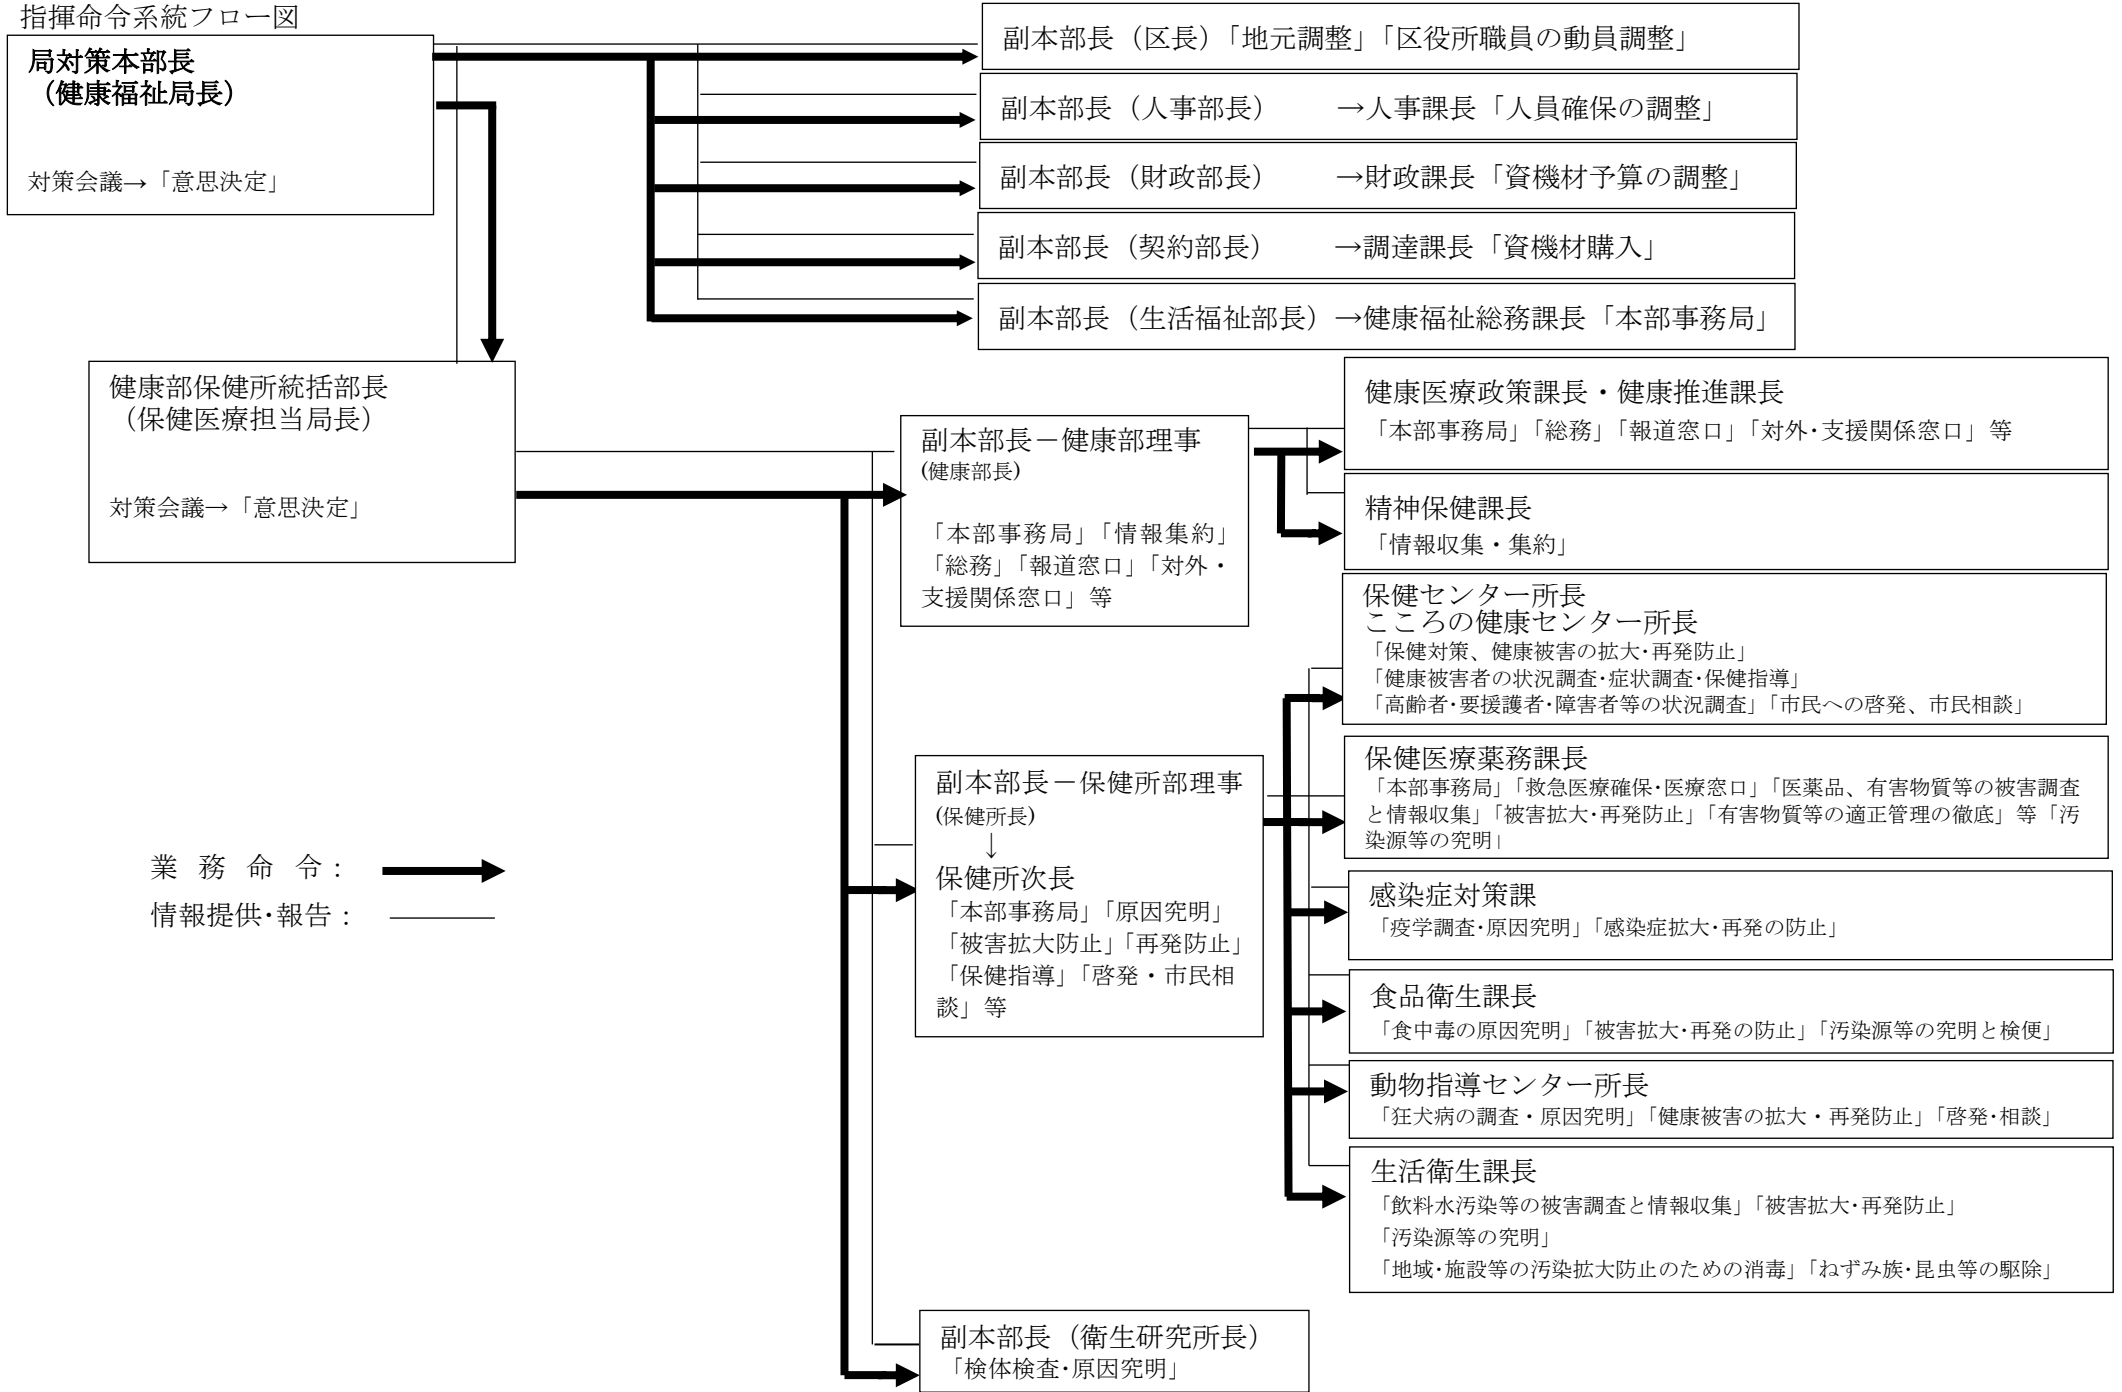 指揮命令系統フロー図
局対策本部長
（健康福祉局長）
対策会議→「意思決定」
副本部長（区長）「地元調整」「区役所職員の動員調整」
副本部長（人事部長）　　→人事課長「人員確保の調整」
副本部長（財政部長）　　→財政課長「資機材予算の調整」
副本部長（契約部長）　　→調達課長「資機材購入」
副本部長（生活福祉部長）→健康福祉総務課長「本部事務局」
健康部保健所統括部長
（保健医療担当局長）
対策会議→「意思決定」
副本部長－健康部理事
(健康部長)
「本部事務局」「情報集約」
「総務」「報道窓口」「対外・
支援関係窓口」等
健康医療政策課長・健康推進課長
「本部事務局」「総務」「報道窓口」「対外･支援関係窓口」等
精神保健課長
「情報収集・集約」
保健センター所長
こころの健康センター所長
「保健対策、健康被害の拡大･再発防止」
「健康被害者の状況調査･症状調査･保健指導」
「高齢者･要援護者･障害者等の状況調査」「市民への啓発、市民相談」
副本部長－保健所部理事
(保健所長)
↓
保健所次長
「本部事務局」「原因究明」
「被害拡大防止」「再発防止」
「保健指導」「啓発・市民相
談」等
保健医療薬務課長
「本部事務局」「救急医療確保･医療窓口」「医薬品、有害物質等の被害調査
と情報収集」「被害拡大･再発防止」「有害物質等の適正管理の徹底」等「汚
染源等の究明」
感染症対策課
「疫学調査･原因究明」「感染症拡大･再発の防止」
食品衛生課長
「食中毒の原因究明」「被害拡大･再発の防止」「汚染源等の究明と検便」
動物指導センター所長
「狂犬病の調査・原因究明」「健康被害の拡大・再発防止」「啓発･相談」
生活衛生課長
「飲料水汚染等の被害調査と情報収集」「被害拡大･再発防止」
「汚染源等の究明」
「地域･施設等の汚染拡大防止のための消毒」「ねずみ族･昆虫等の駆除」
副本部長（衛生研究所長）
「検体検査･原因究明」
業 務 命 令：
情報提供･報告：